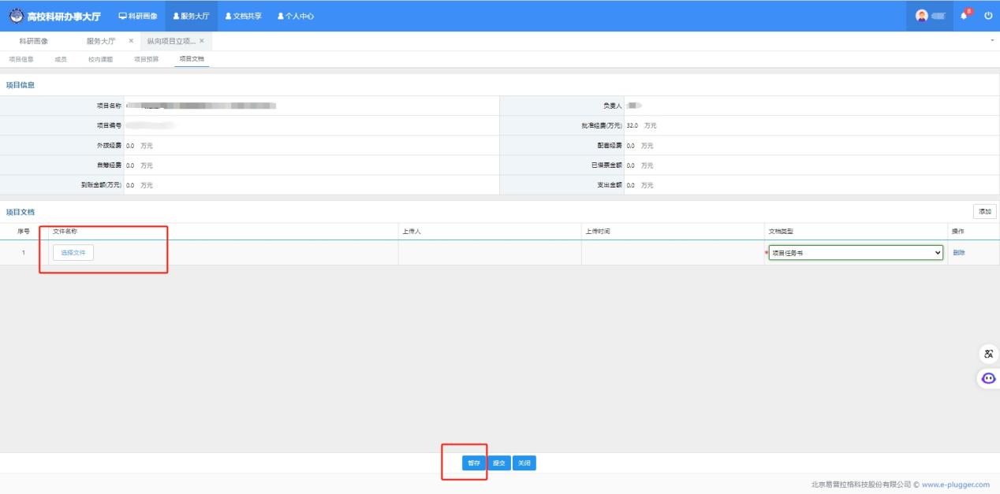 高校科研办事大厅 科研画像 服务大厅 文档共享 个人中心 8
科研画像 服务大厅 × 纵向项目立项... ×
项目信息 成员 校内课题 项目预算 项目文档
项目信息
项目名称 负责人
项目编号 批准经费(万元) 32.0 万元
外拨经费 0.0 万元 配套经费 0.0 万元
自筹经费 0.0 万元 已借票金额 0.0 万元
到账金额(万元) 0.0 万元 支出金额 0.0 万元
项目文档 添加
序号 文件名称 上传人 上传时间 文档类型 操作
1 选择文件 * 项目任务书 删除
暂存 提交 关闭
北京易普拉格科技股份有限公司 © www.e-plugger.com